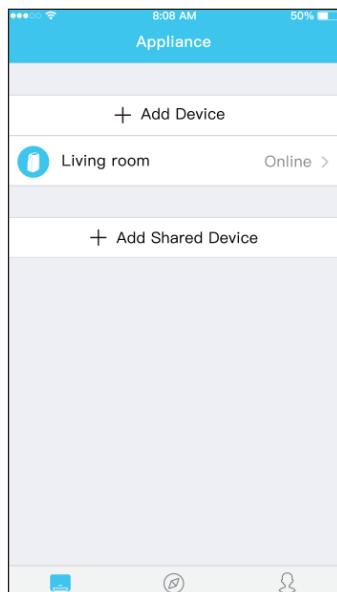 8:08 AM
50%
Appliance
+ Add Device
Living room Online >
+ Add Shared Device